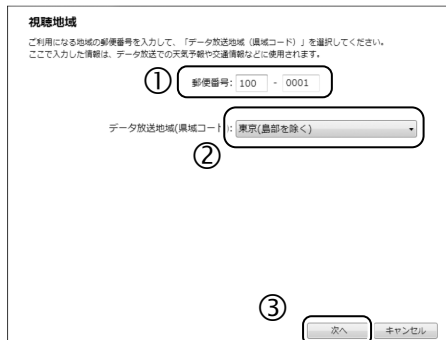 視聴地域
ご利用になる地域の郵便番号を入力して、「データ放送地域（県域コード）」を選択してください。
ここで入力した情報は、データ放送での天気予報や交通情報などに使用されます。
① 郵便番号: 100 - 0001
データ放送地域(県域コード): 東京(島部を除く)
②
③
次へ キャンセル